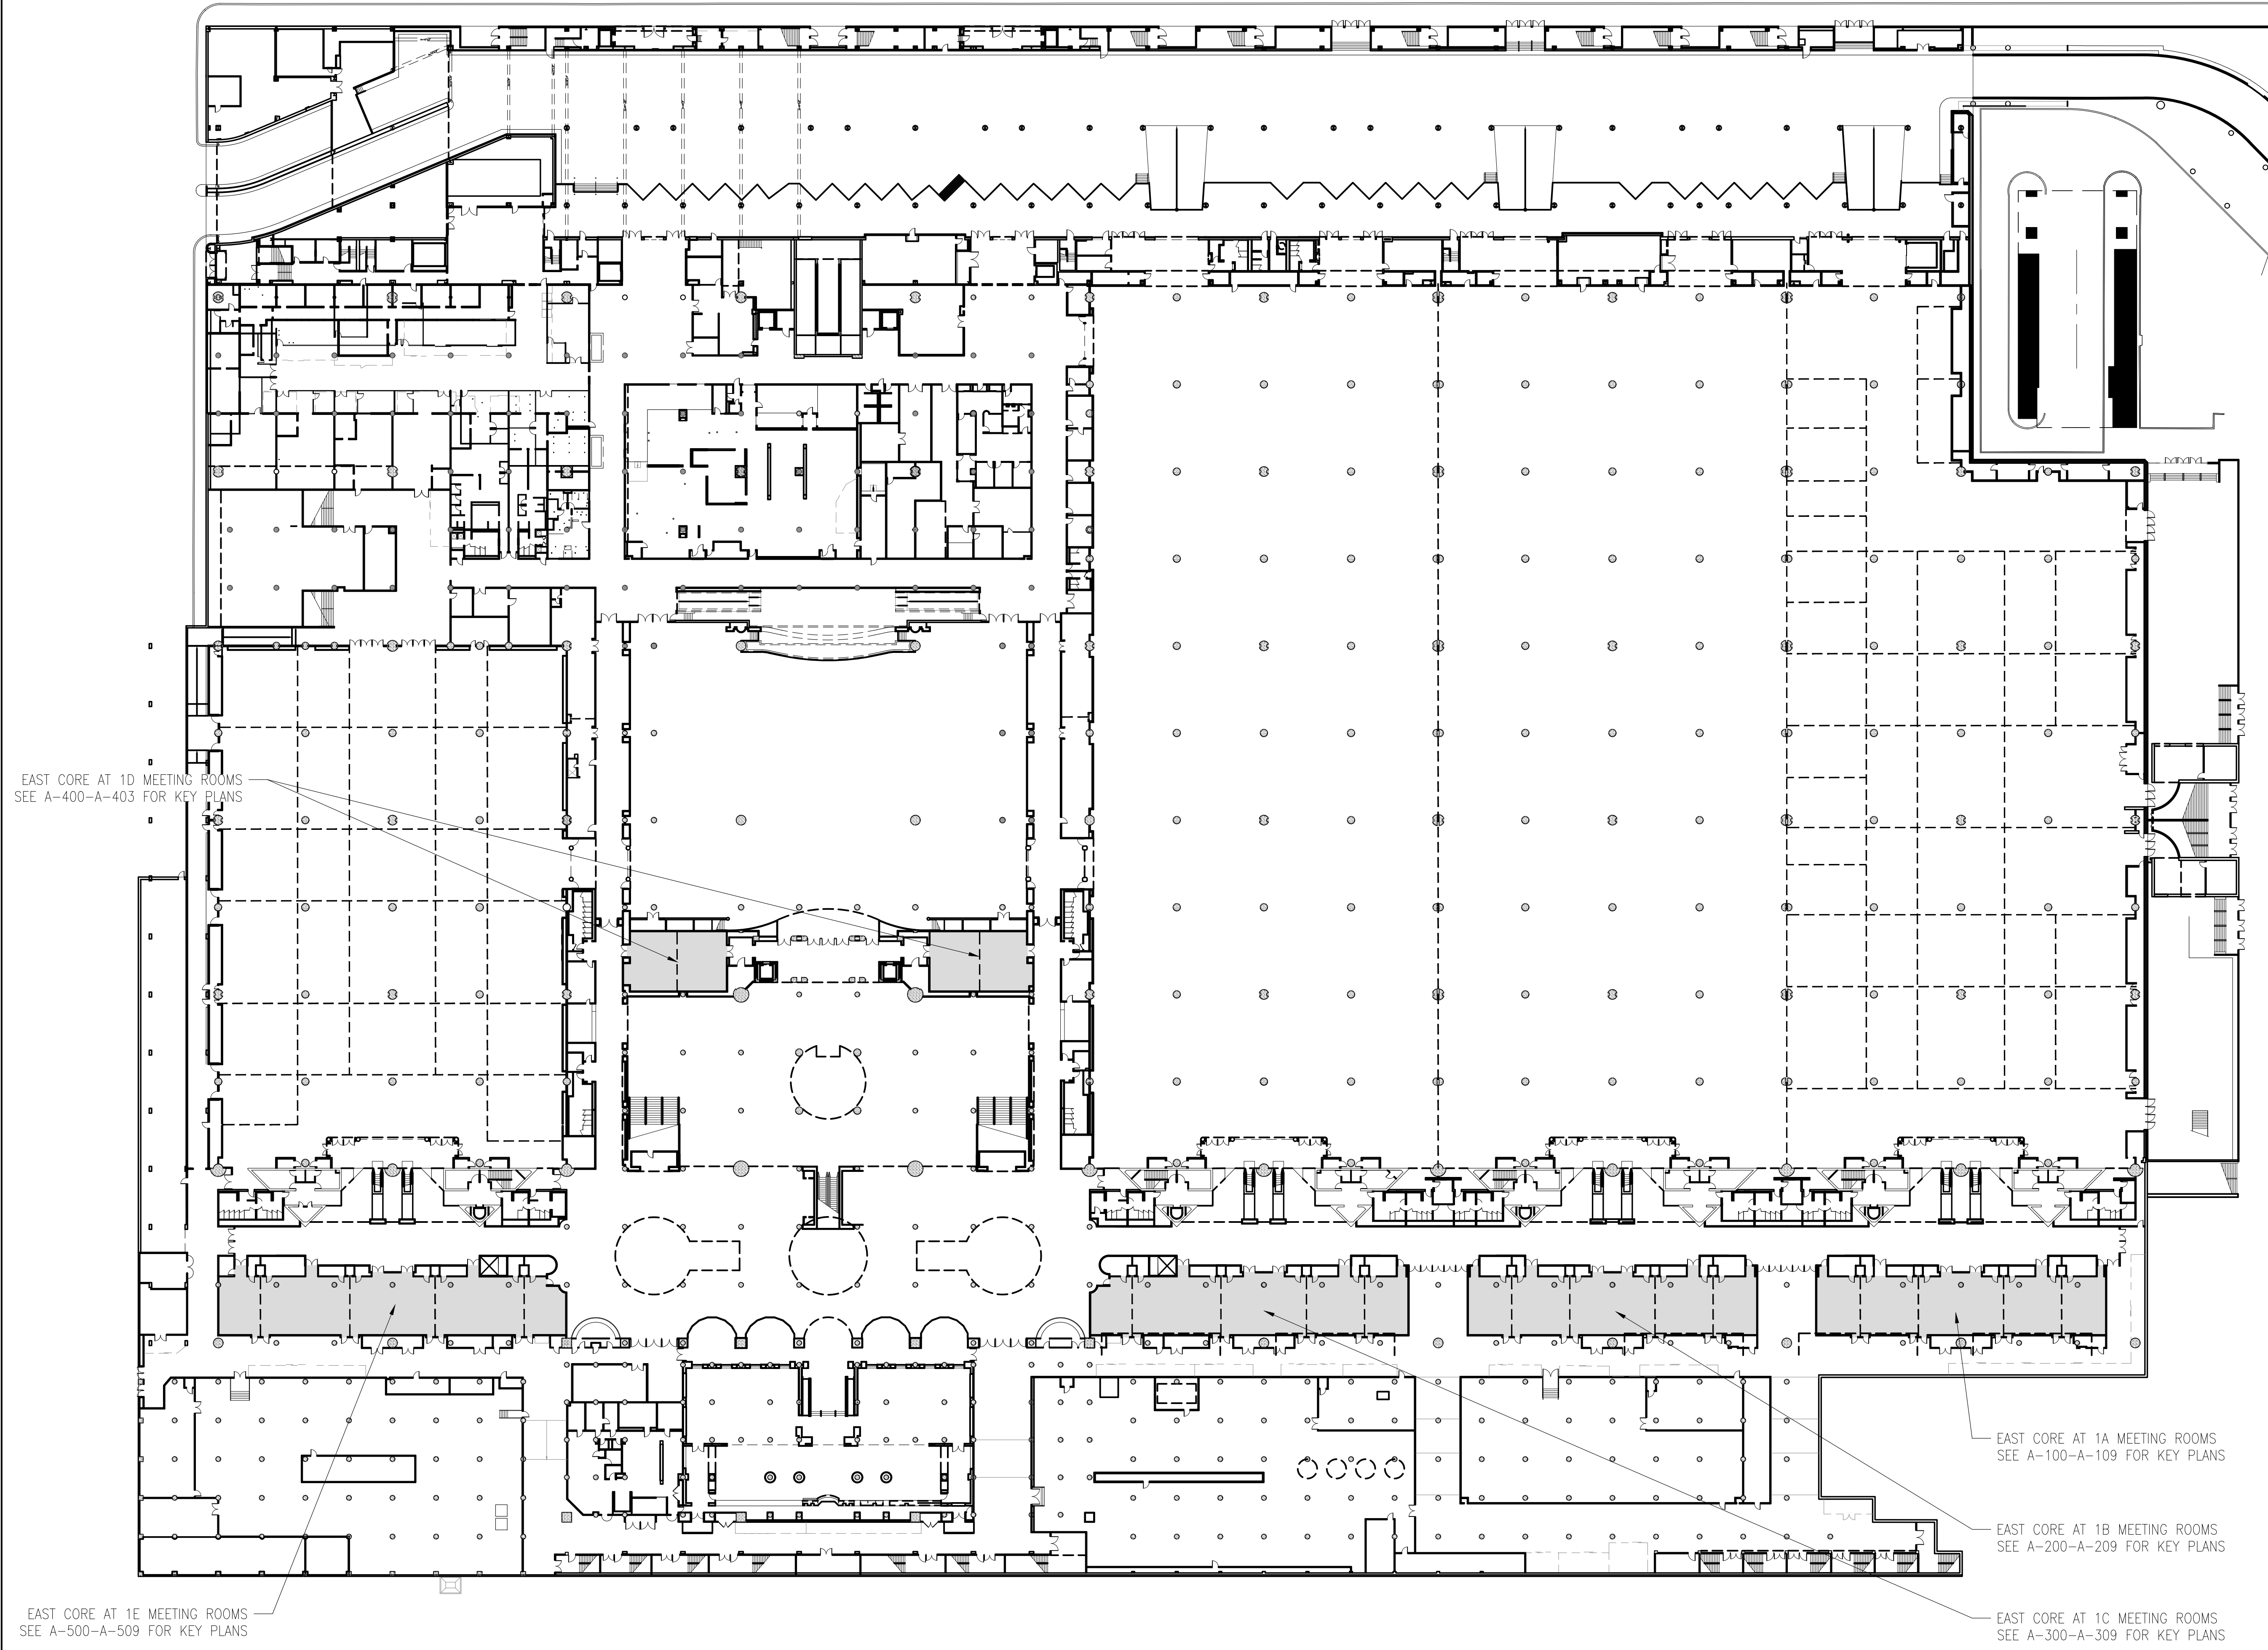 EAST CORE AT 1D MEETING ROOMS
SEE A-400-A-403 FOR KEY PLANS
EAST CORE AT 1A MEETING ROOMS
SEE A-100-A-109 FOR KEY PLANS
EAST CORE AT 1B MEETING ROOMS
SEE A-200-A-209 FOR KEY PLANS
EAST CORE AT 1E MEETING ROOMS
SEE A-500-A-509 FOR KEY PLANS
EAST CORE AT 1C MEETING ROOMS
SEE A-300-A-309 FOR KEY PLANS